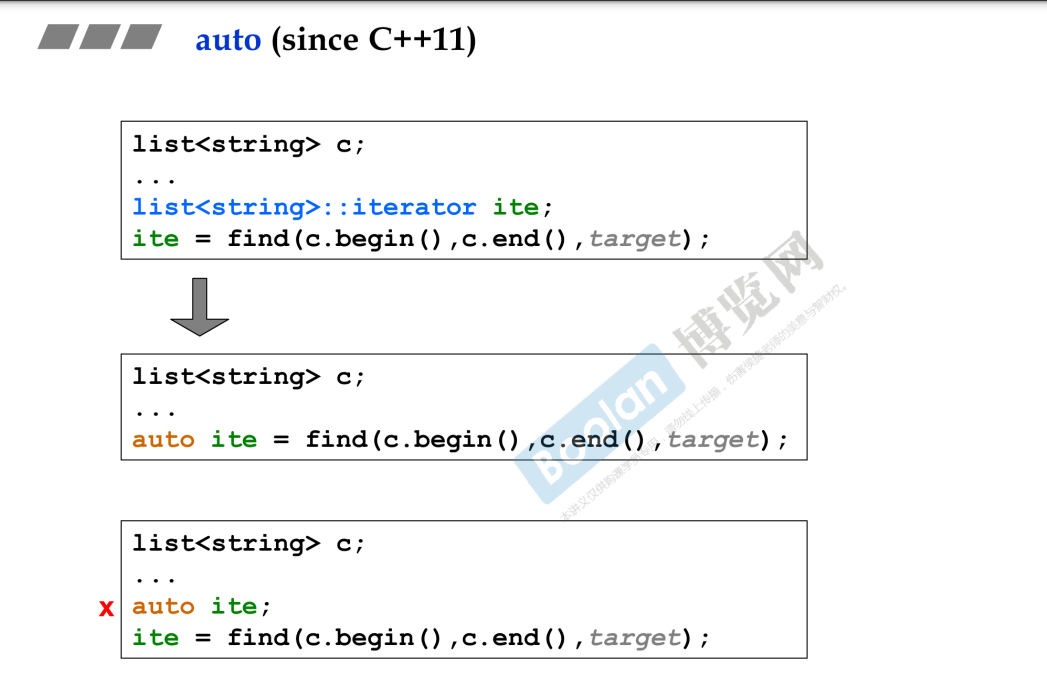 auto (since C++11)
list<string> c;
...
list<string>::iterator ite;
ite = find(c.begin(),c.end(),target);
list<string> c;
...
auto ite = find(c.begin(),c.end(),target);
list<string> c;
...
x auto ite;
ite = find(c.begin(),c.end(),target);
Boolan 博览网